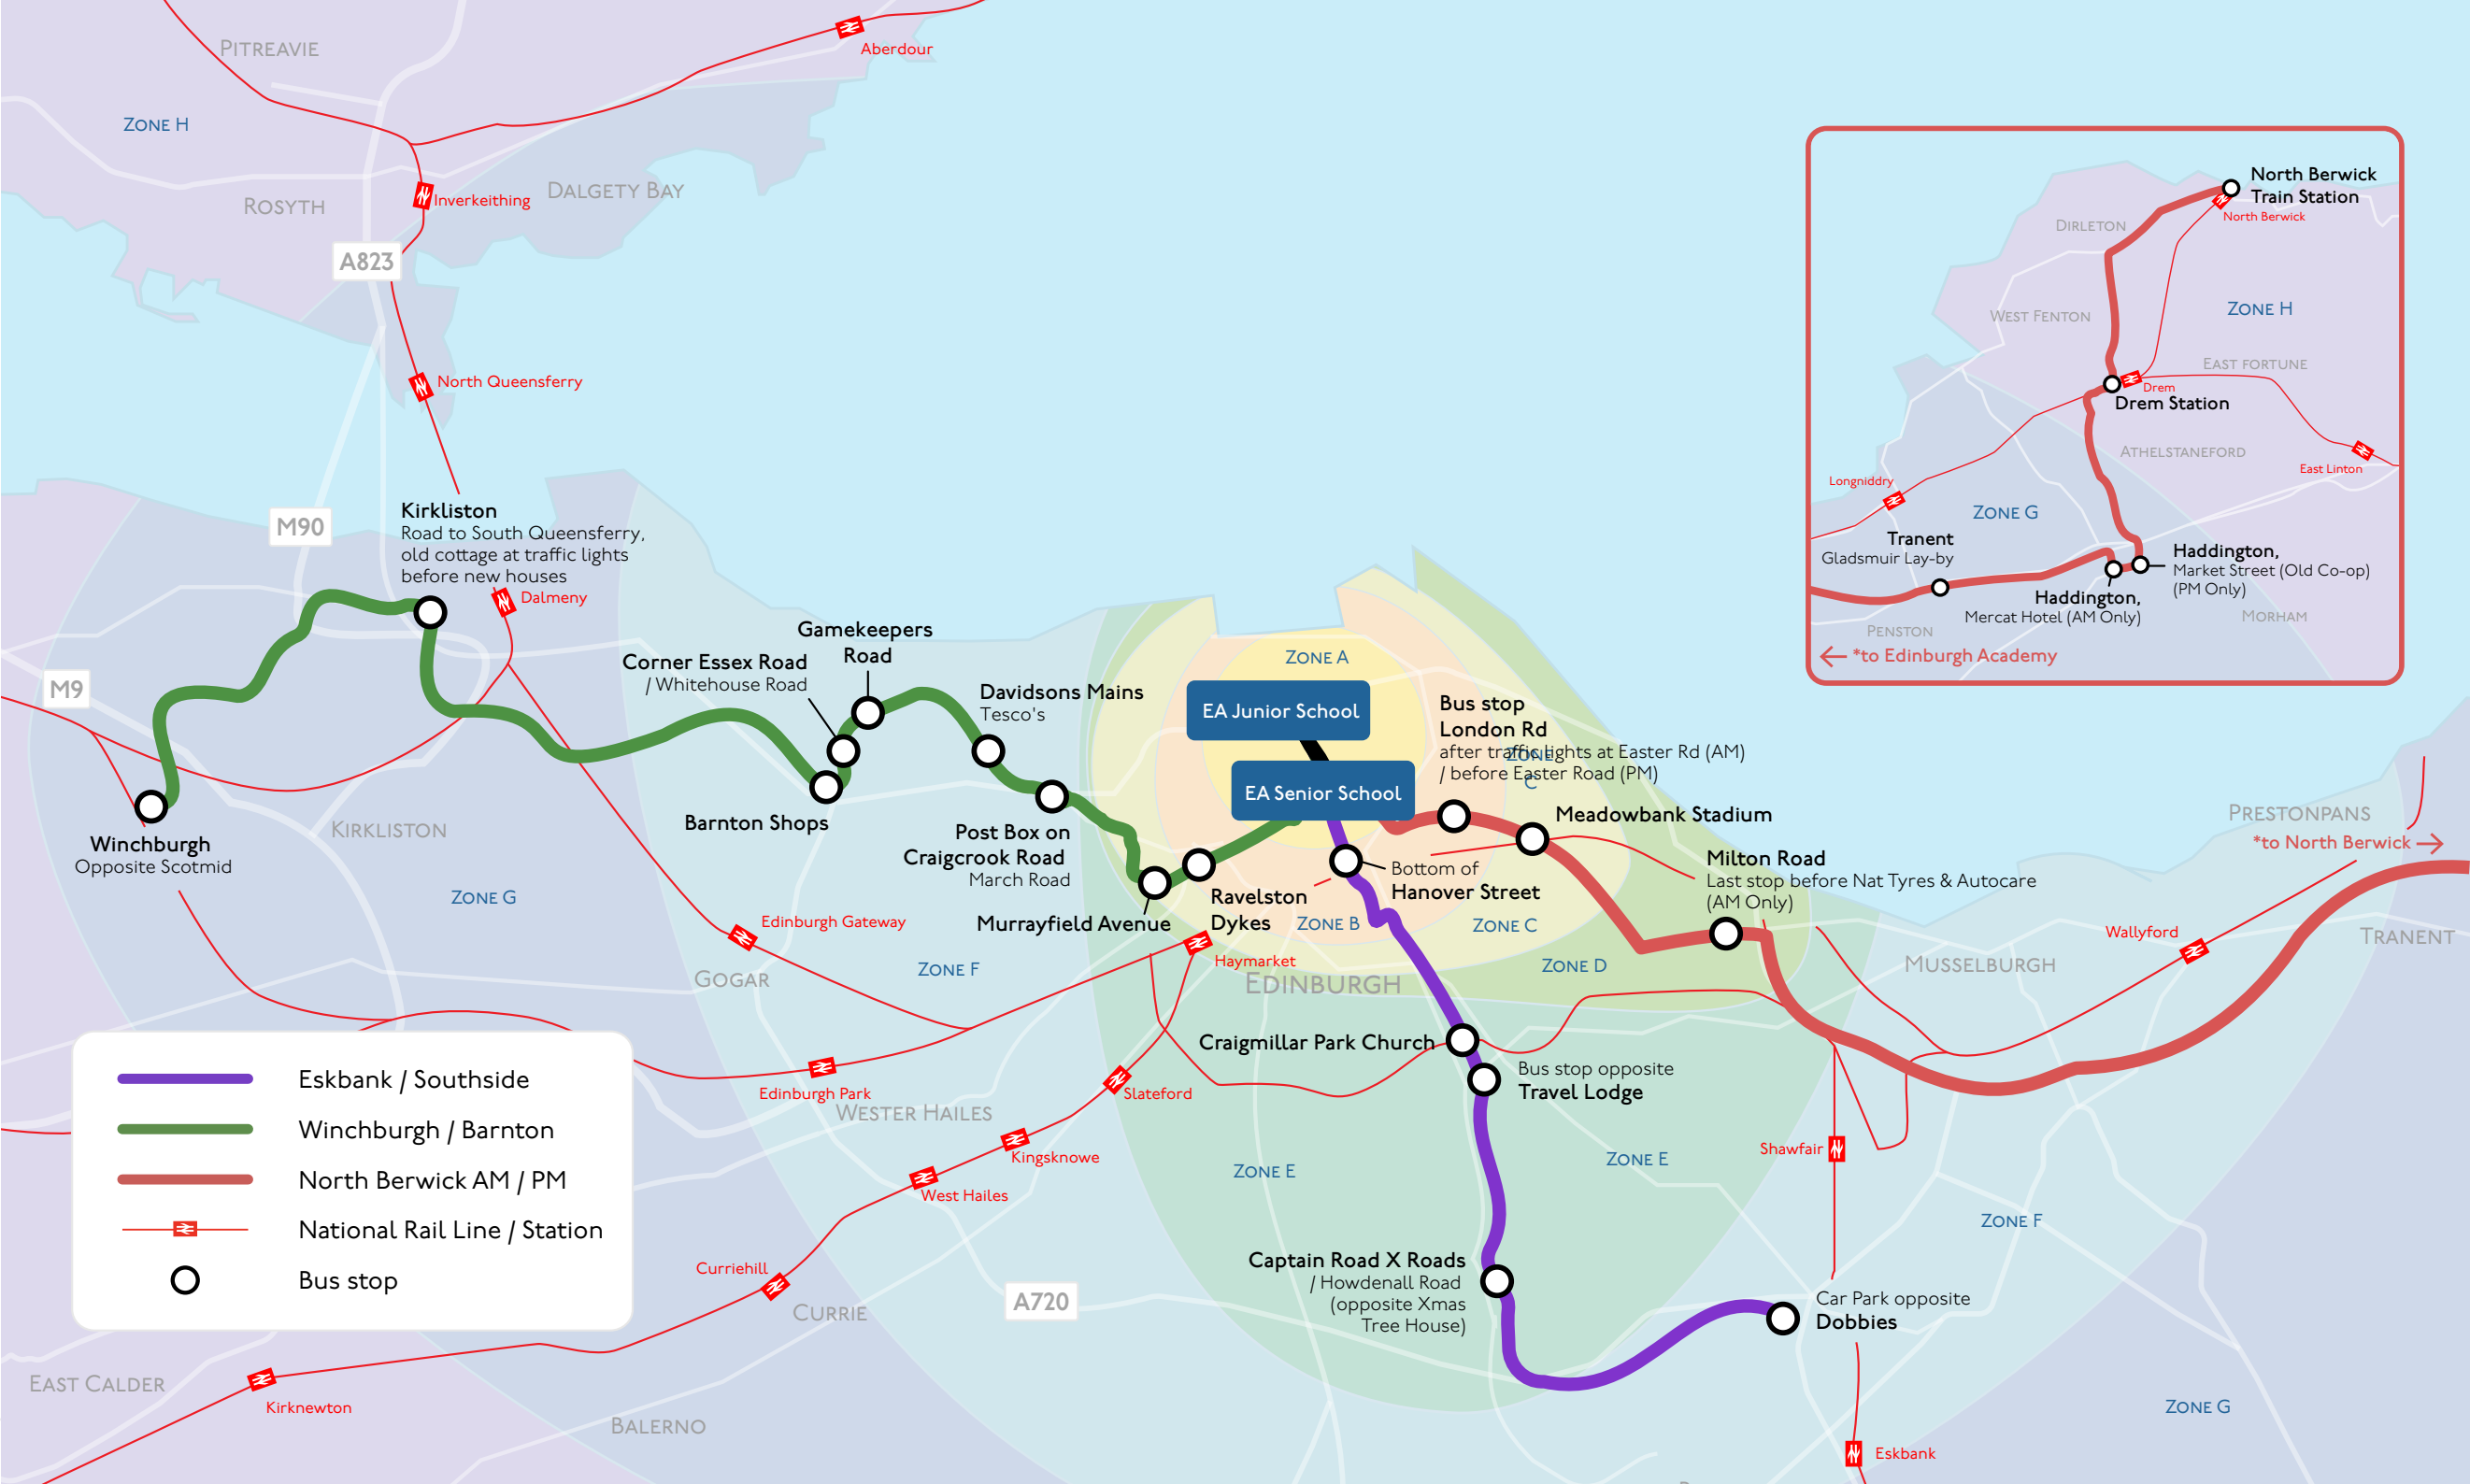 PITREAVIE
Aberdour
ZONE H
ROSYTH
Inverkeithing
DALGETY BAY
A823
North Queensferry
M90
Kirkliston
Road to South Queensferry,
old cottage at traffic lights
before new houses
Dalmeny
M9
Winchburgh
Opposite Scotmid
KIRKLISTON
ZONE G
Gamekeepers
Road
Corner Essex Road
/ Whitehouse Road
Barnton Shops
Davidsons Mains
Tesco's
Post Box on
Craigcrook Road
March Road
Murrayfield Avenue
Ravelston
Dykes
ZONE A
EA Junior School
EA Senior School
Bus stop
London Rd
after traffic lights at Easter Rd (AM)
/ before Easter Road (PM)
ZONE
C
Meadowbank Stadium
Bottom of
Hanover Street
Milton Road
Last stop before Nat Tyres & Autocare
(AM Only)
ZONE B
ZONE C
ZONE D
Edinburgh Gateway
GOGAR
ZONE F
Haymarket
EDINBURGH
MUSSELBURGH
Wallyford
TRANENT
PRESTONPANS
*to North Berwick
North Berwick
Train Station
North Berwick
DIRLETON
ZONE H
WEST FENTON
EAST FORTUNE
Drem
Drem Station
ATHELSTANEFORD
East Linton
Longniddry
ZONE G
Tranent
Gladsmuir Lay-by
Haddington,
Market Street (Old Co-op)
(PM Only)
Haddington,
Mercat Hotel (AM Only)
MORHAM
PENSTON
*to Edinburgh Academy
Craigmillar Park Church
Bus stop opposite
Travel Lodge
Edinburgh Park
WESTER HAILES
Slateford
Kingsknowe
West Hailes
ZONE E
ZONE E
Shawfair
ZONE F
Curriehill
CURRIE
A720
Captain Road X Roads
/ Howdenall Road
(opposite Xmas
Tree House)
Car Park opposite
Dobbies
EAST CALDER
Kirknewton
BALERNO
ZONE G
Eskbank
Eskbank / Southside
Winchburgh / Barnton
North Berwick AM / PM
National Rail Line / Station
Bus stop